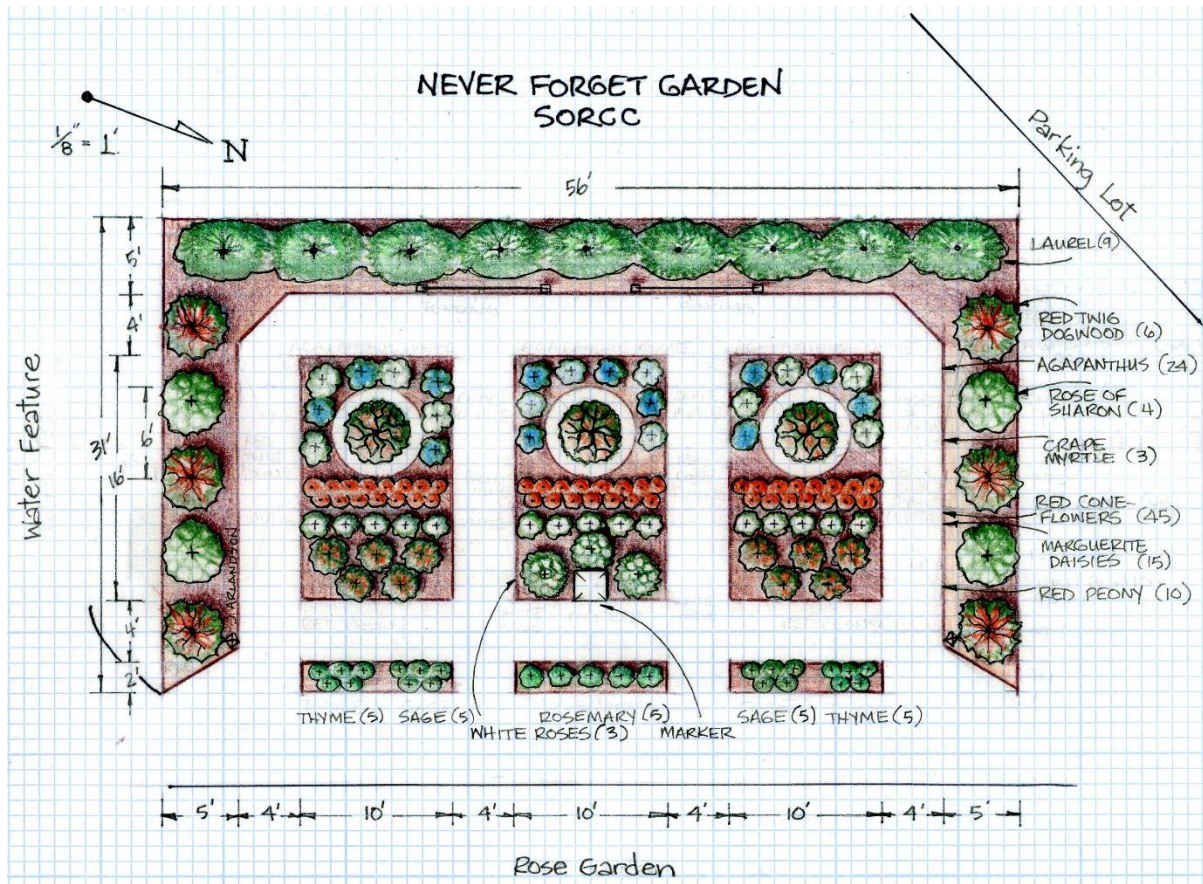 NEVER FORGET GARDEN
SORGC
1/8" = 1'
N
Parking Lot
56'
5'
4'
31'
16'
6'
4'
2'
Water Feature
LAUREL (9)
RED TWIG
DOGWOOD (6)
AGAPANTHUS (24)
ROSE OF
SHARON (4)
CRAPE
MYRTLE (3)
RED CONE-
FLOWERS (45)
MARGUERITE
DAISIES (15)
RED PEONY (10)
J. ARLANDSON
THYME (5) SAGE (5) ROSEMARY (5) SAGE (5) THYME (5)
WHITE ROSES (3) MARKER
5' 4' 10' 4' 10' 4' 10' 4' 5'
Rose Garden